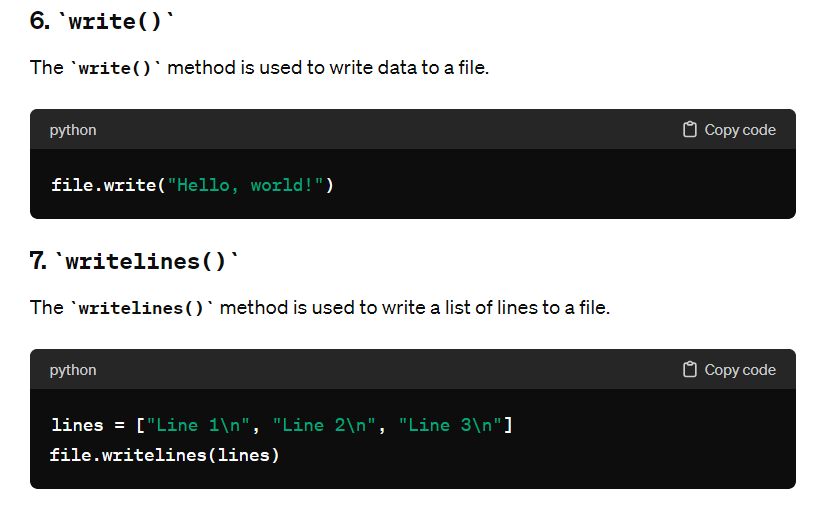 6. `write()`
The `write()` method is used to write data to a file.
python
Copy code
file.write("Hello, world!")
7. `writelines()`
The `writelines()` method is used to write a list of lines to a file.
python
Copy code
lines = ["Line 1\n", "Line 2\n", "Line 3\n"]
file.writelines(lines)